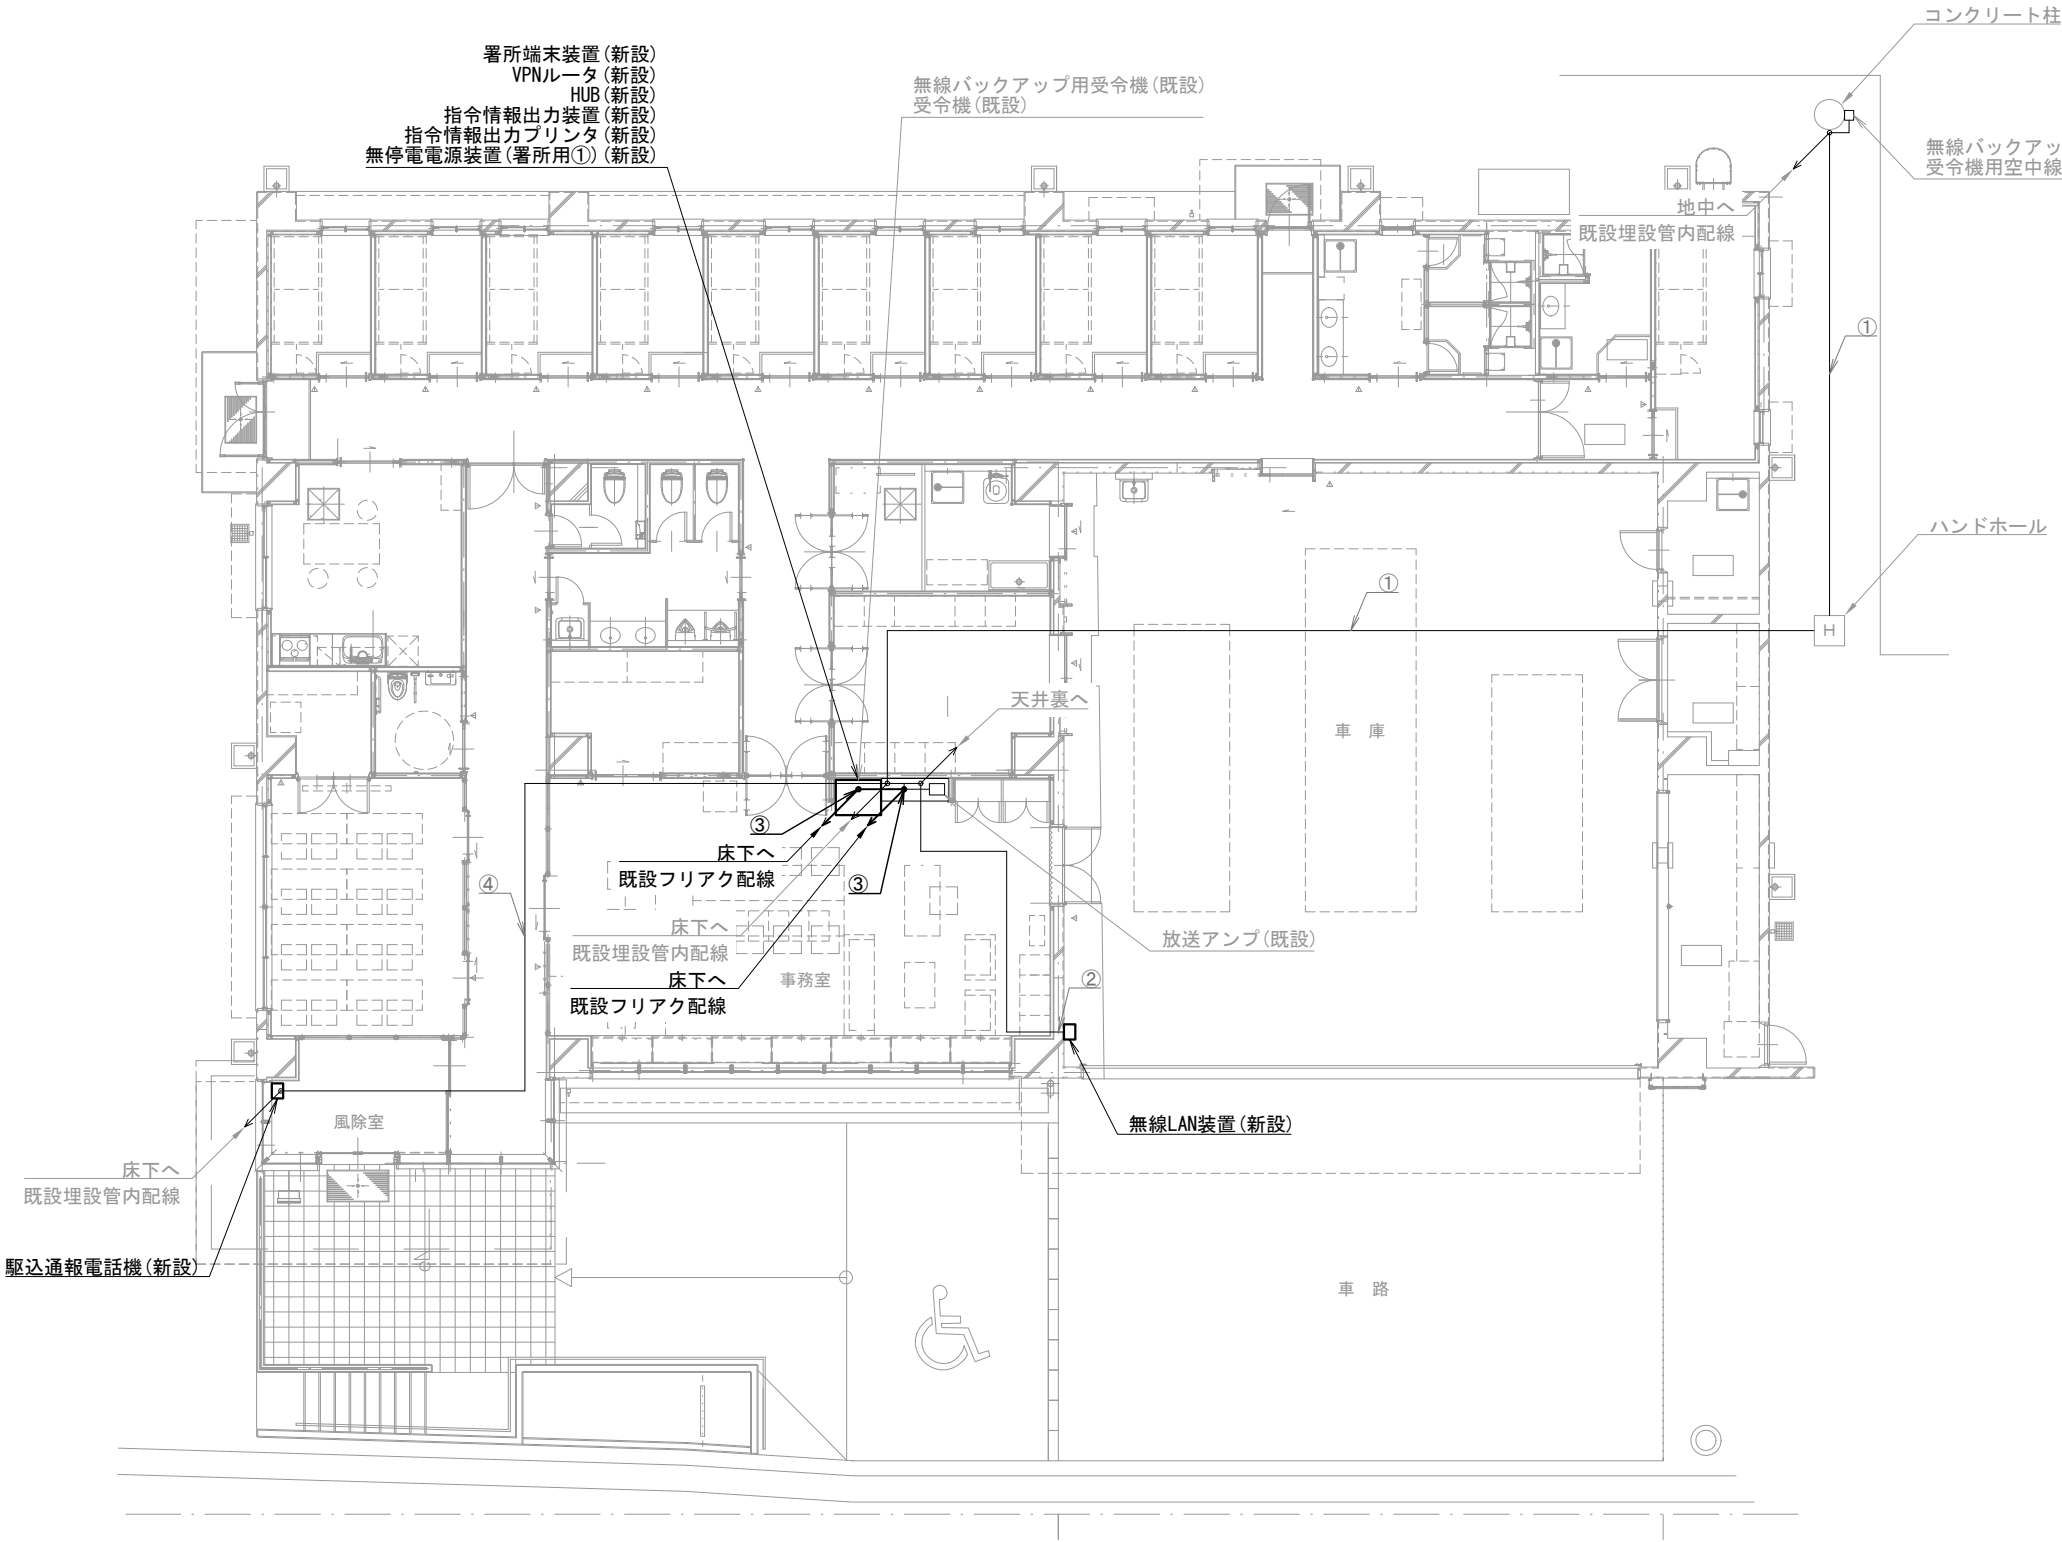 コンクリート柱
署所端末装置(新設)
VPNルータ(新設)
HUB(新設)
指令情報出力装置(新設)
指令情報出力プリンタ(新設)
無停電電源装置(署所用①)(新設)
無線バックアップ用受令機(既設)
受令機(既設)
無線バックアッ
受令機用空中線
地中へ
既設埋設管内配線
①
ハンドホール
①
H
天井裏へ
車 庫
③
床下へ
既設フリアク配線
③
④
床下へ
既設埋設管内配線
放送アンプ(既設)
床下へ
既設フリアク配線
事務室
②
無線LAN装置(新設)
風除室
床下へ
既設埋設管内配線
駆込通報電話機(新設)
車 路